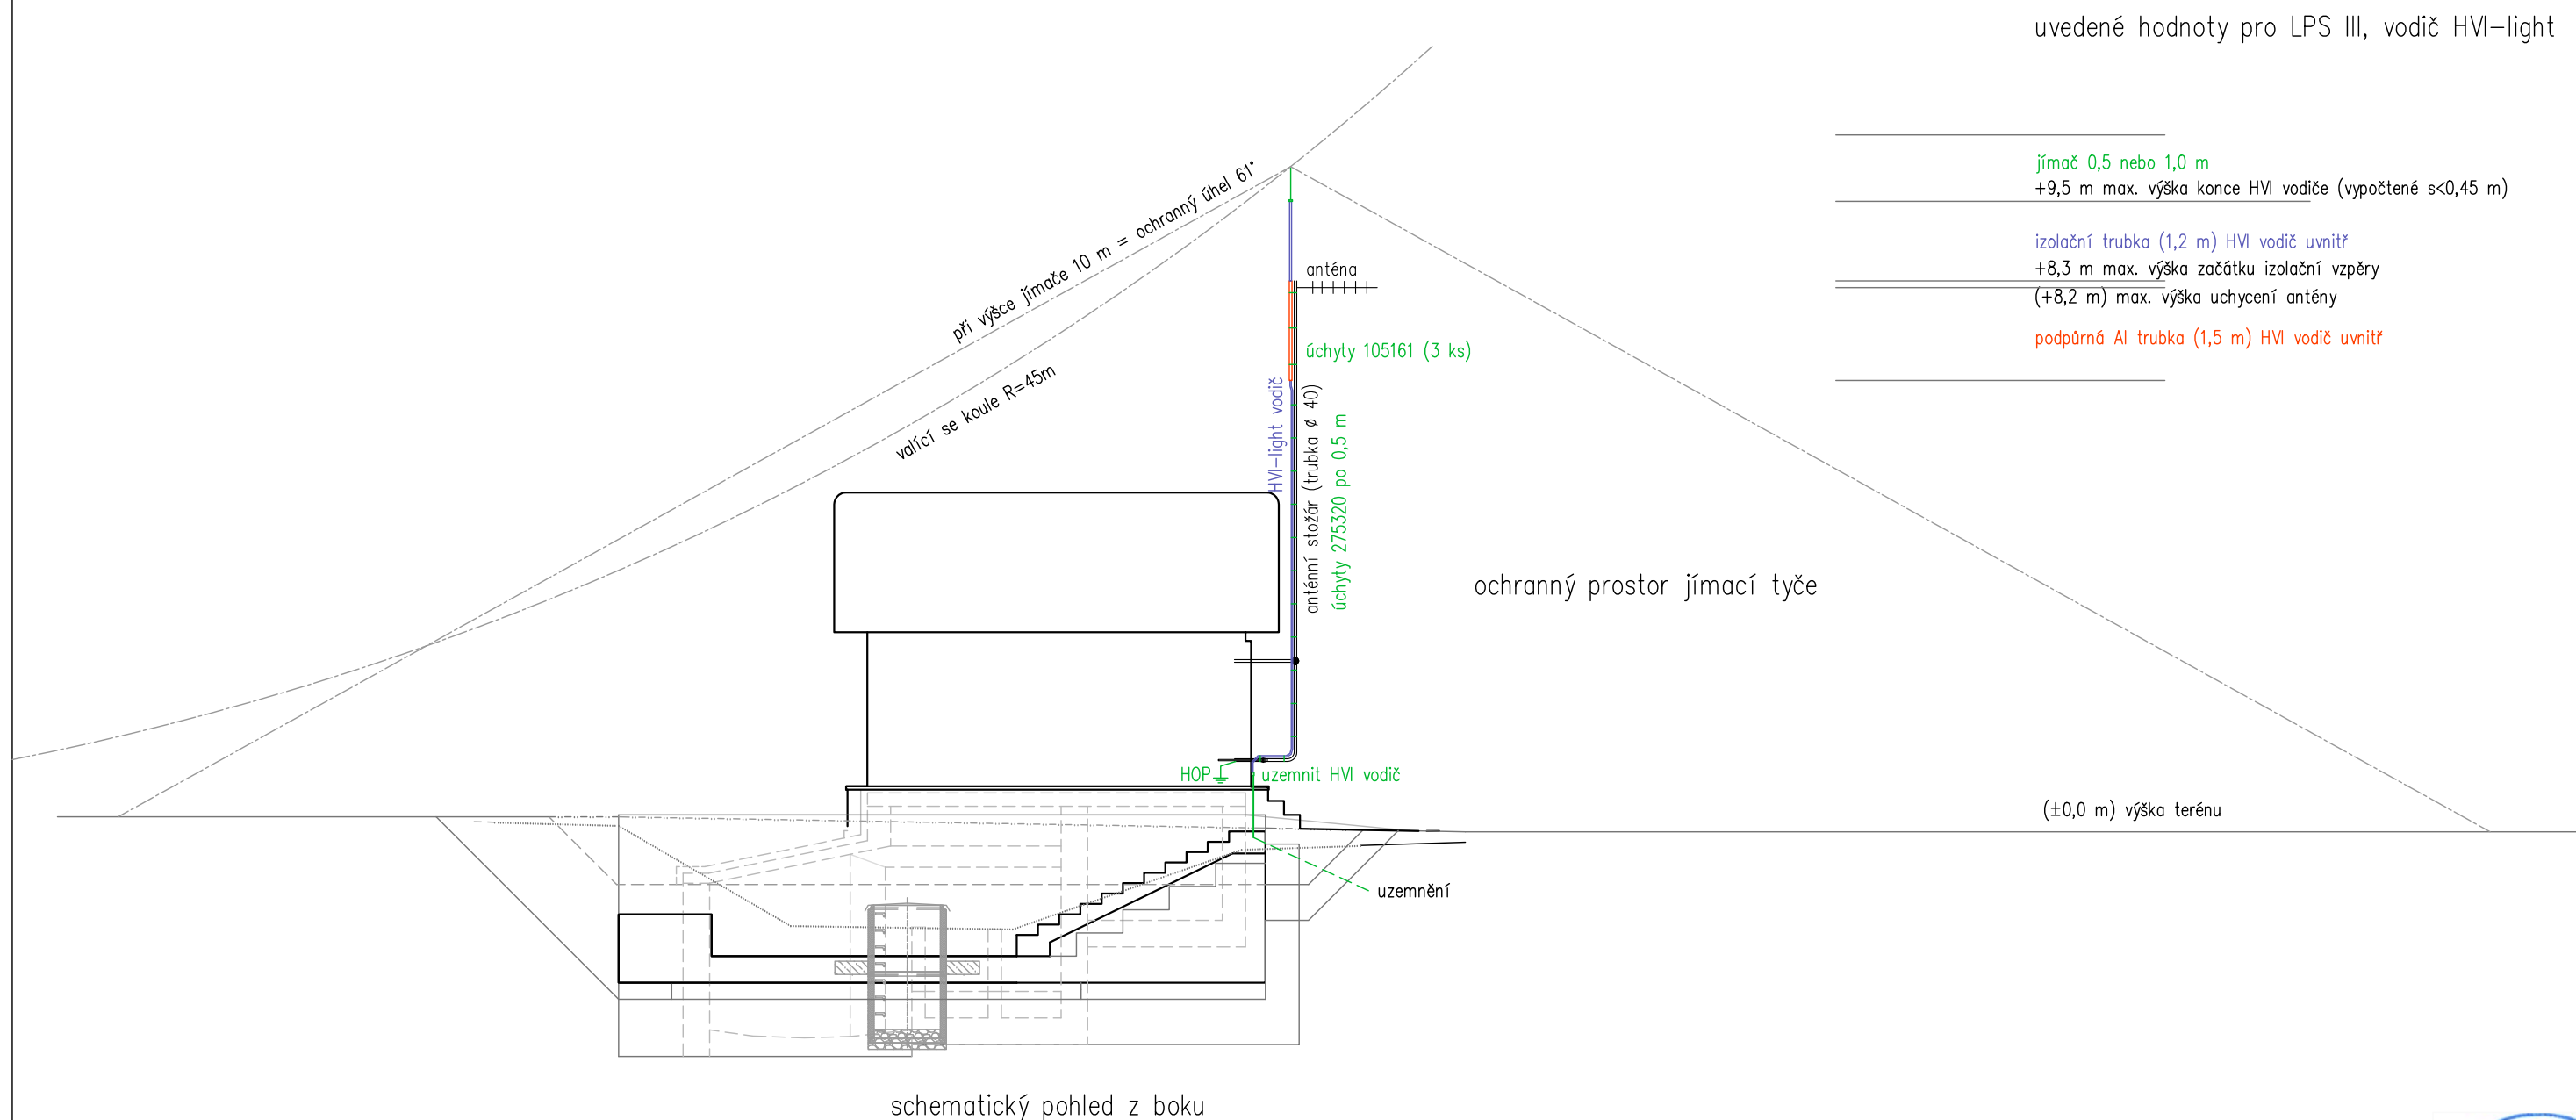 uvedené hodnoty pro LPS III, vodič HVI-light
jímač 0,5 nebo 1,0 m
+9,5 m max. výška konce HVI vodiče (vypočtené s<0,45 m)
izolační trubka (1,2 m) HVI vodič uvnitř
+8,3 m max. výška začátku izolační vzpěry
(+8,2 m) max. výška uchycení antény
podpůrná Al trubka (1,5 m) HVI vodič uvnitř
při výšce jímače 10 m = ochranný úhel 61°
valící se koule R=45m
anténa
úchyty 105161 (3 ks)
HVI-light vodič
anténní stožár (trubka ø 40)
úchyty 275320 po 0,5 m
ochranný prostor jímací tyče
HOP
uzemnit HVI vodič
(±0,0 m) výška terénu
uzemnění
schematický pohled z boku